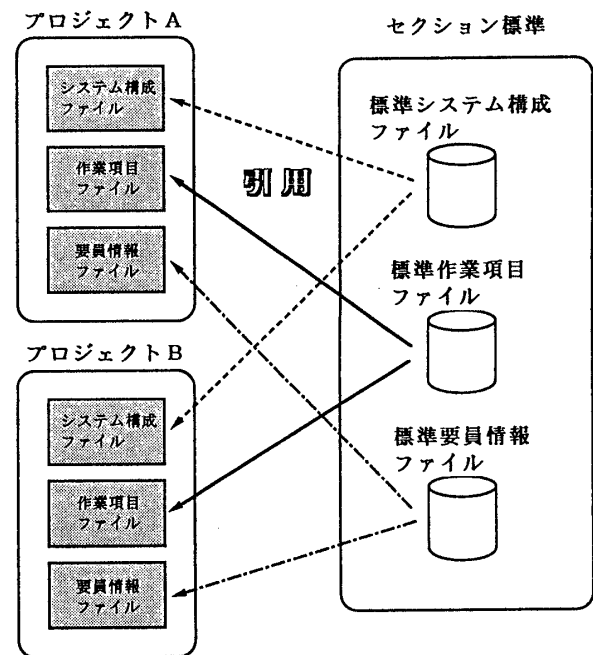 プロジェクトA
システム構成
ファイル
作業項目
ファイル
要員情報
ファイル
引用
セクション標準
標準システム構成
ファイル
標準作業項目
ファイル
標準要員情報
ファイル
プロジェクトB
システム構成
ファイル
作業項目
ファイル
要員情報
ファイル